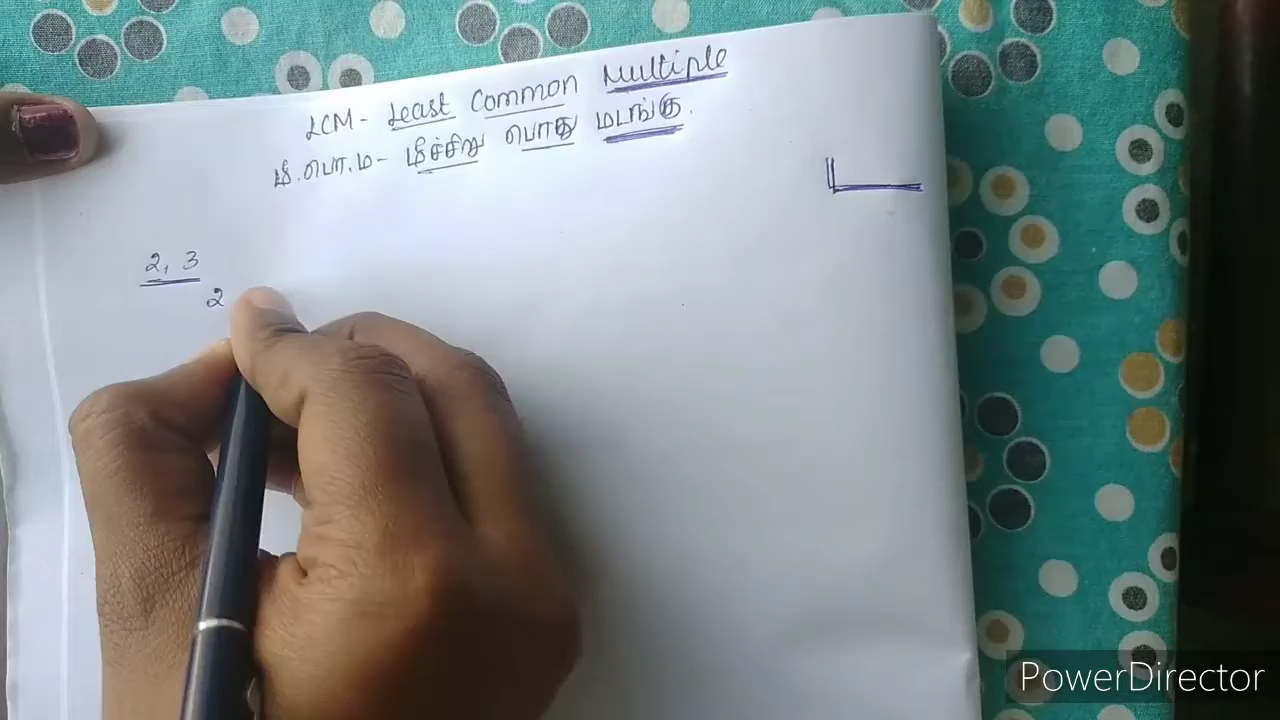 LCM - Least Common Multiple
மீ.பொ.ம - மீச்சிறு பொது மடங்கு.
2, 3
2
PowerDirector